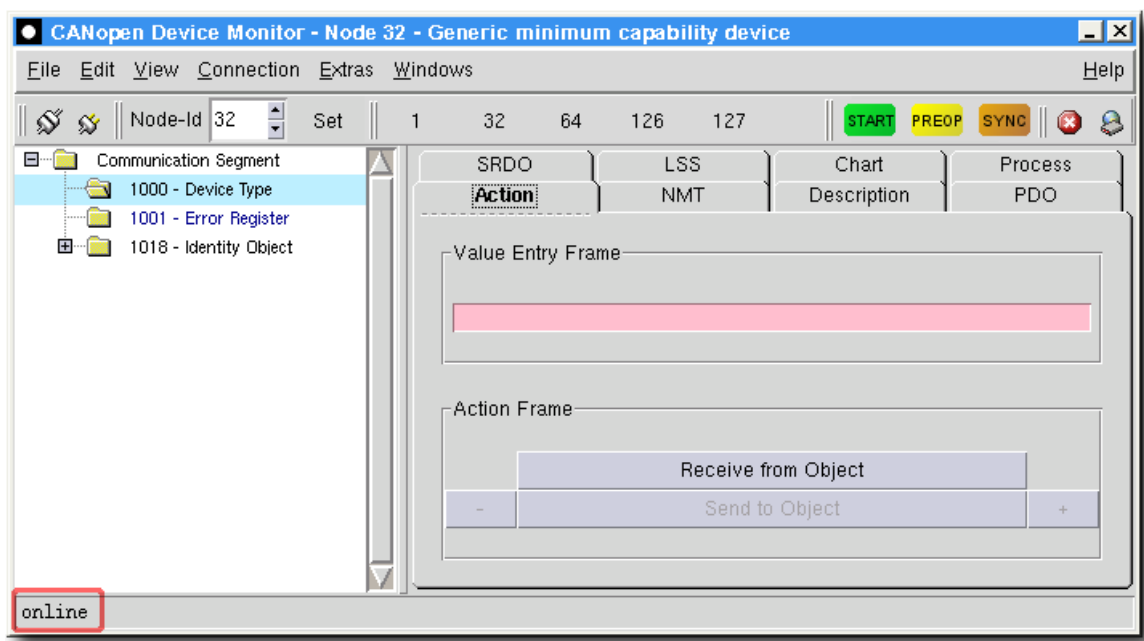 CANopen Device Monitor - Node 32 - Generic minimum capability device
File Edit View Connection Extras Windows Help
Node-Id 32 Set 1 32 64 126 127 START PREOP SYNC
Communication Segment
1000 - Device Type
1001 - Error Register
1018 - Identity Object
SRDO LSS Chart Process
Action NMT Description PDO
Value Entry Frame
Action Frame
Receive from Object
- Send to Object +
online